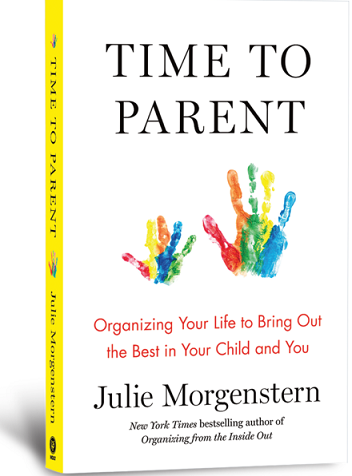 TIME TO
PARENT
Organizing Your Life to Bring Out
the Best in Your Child and You
Julie Morgenstern
New York Times bestselling author of
Organizing from the Inside Out
TIME TO PARENT
Julie Morgenstern